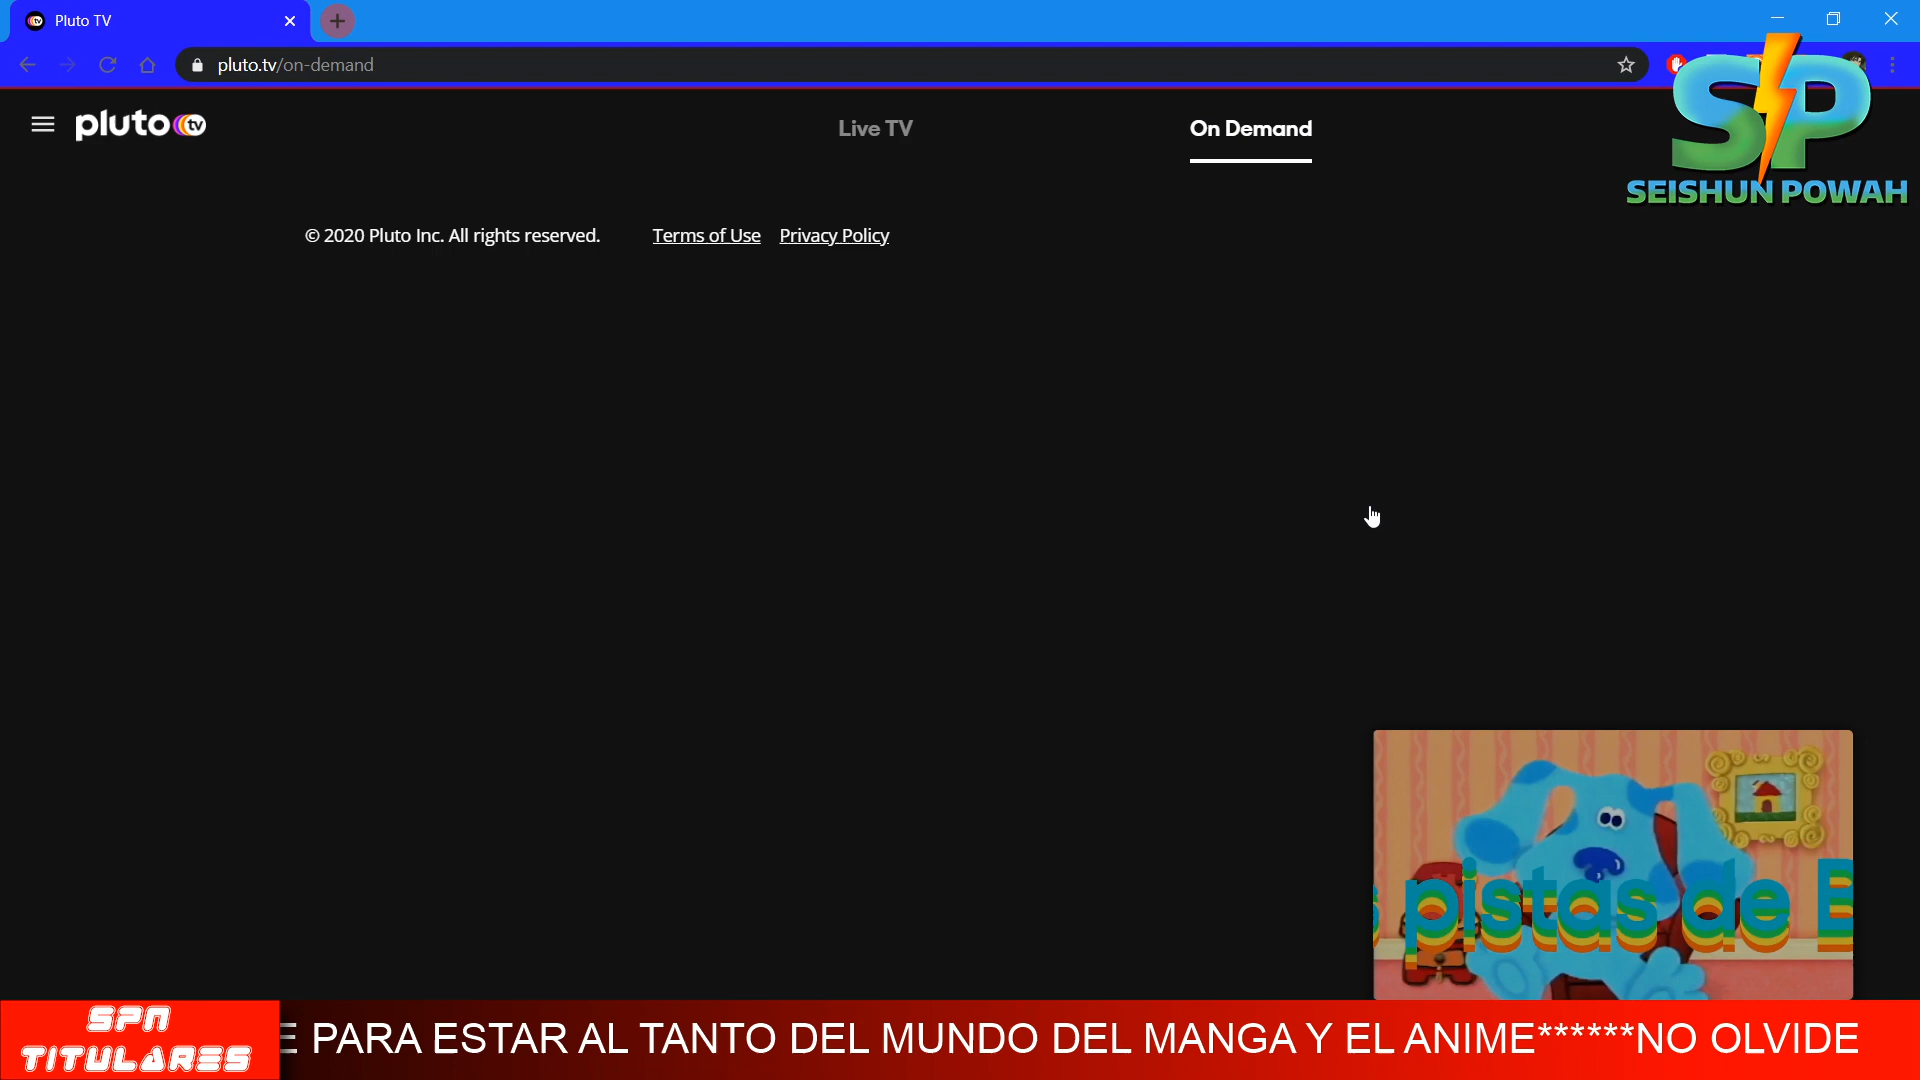 Pluto TV
pluto.tv/on-demand
pluto tv
Live TV
On Demand
SP
SEISHUN POWAH
© 2020 Pluto Inc. All rights reserved.
Terms of Use
Privacy Policy
pistas de
SPN
TITULARES
PARA ESTAR AL TANTO DEL MUNDO DEL MANGA Y EL ANIME******NO OLVIDE